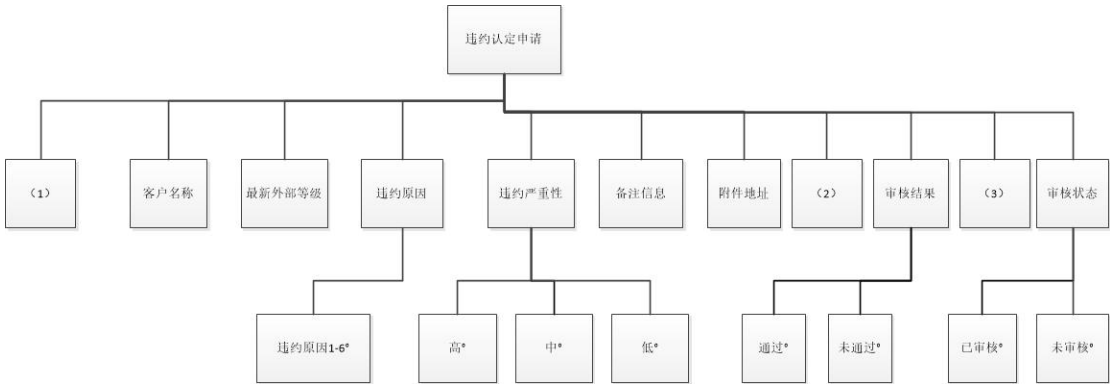 违约认定申请
（1）
客户名称
最新外部等级
违约原因
违约严重性
备注信息
附件地址
（2）
审核结果
（3）
审核状态
违约原因1-6°
高°
中°
低°
通过°
未通过°
已审核°
未审核°